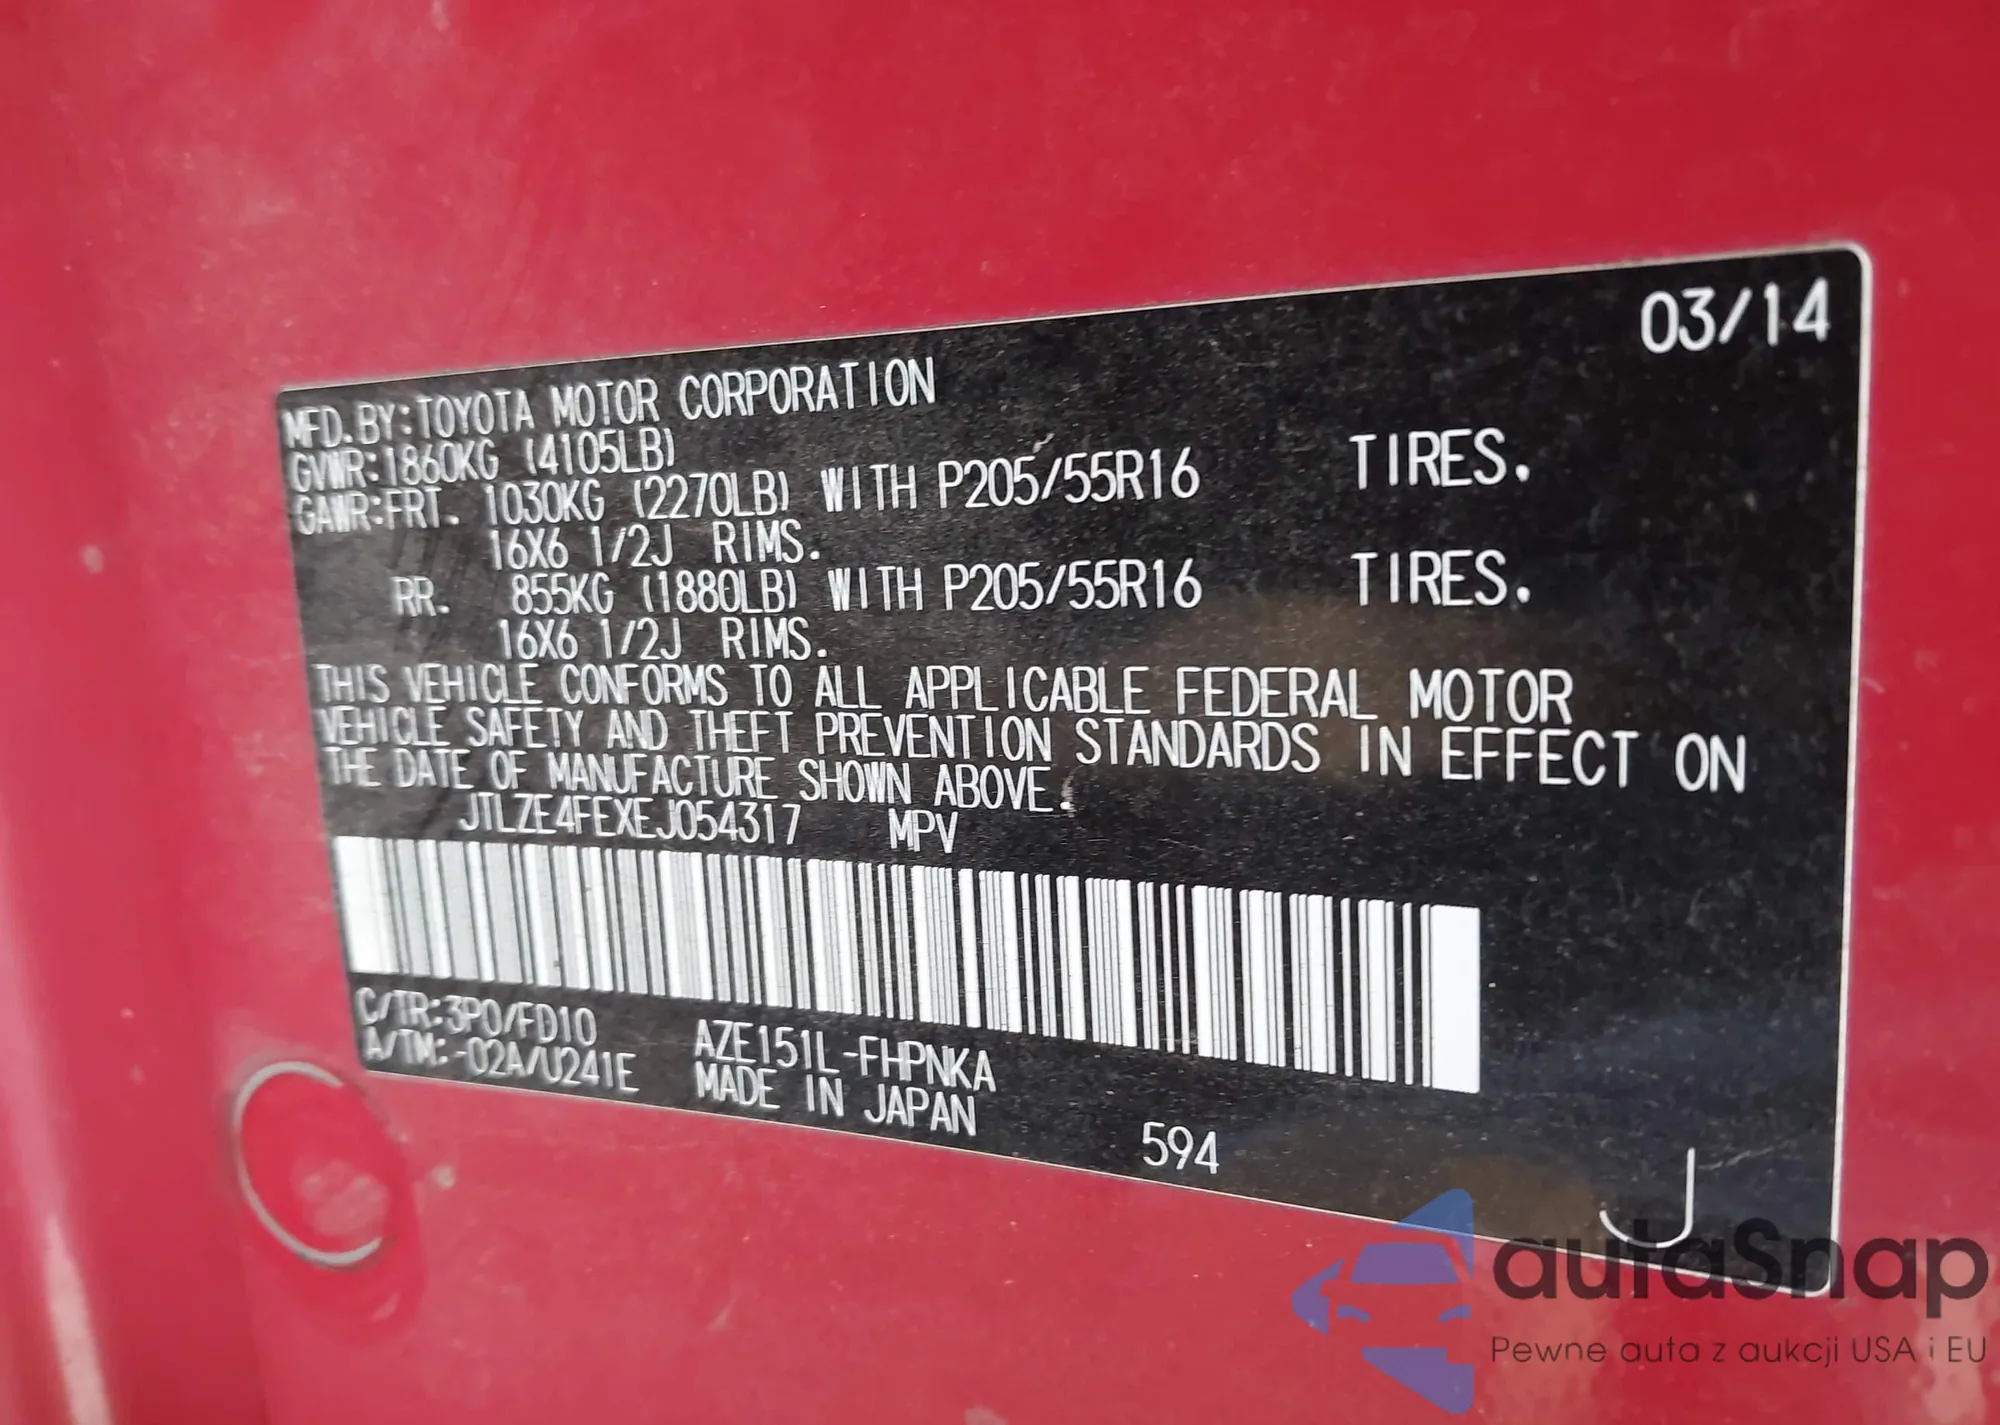 03/14
MFD.BY:TOYOTA MOTOR CORPORATION
GVWR:1860KG (4105LB)
GAWR:FRT. 1030KG (2270LB) WITH P205/55R16 TIRES.
16X6 1/2J RIMS.
RR. 855KG (1880LB) WITH P205/55R16 TIRES.
16X6 1/2J RIMS.
THIS VEHICLE CONFORMS TO ALL APPLICABLE FEDERAL MOTOR
VEHICLE SAFETY AND THEFT PREVENTION STANDARDS IN EFFECT ON
THE DATE OF MANUFACTURE SHOWN ABOVE.
JTLZE4FEXEJ054317 MPV
C/TR:3P0/FD10 AZE151L-FHPNKA
A/TM:-02A/U241E MADE IN JAPAN
594
J
autaSnap
Pewne auta z aukcji USA i EU